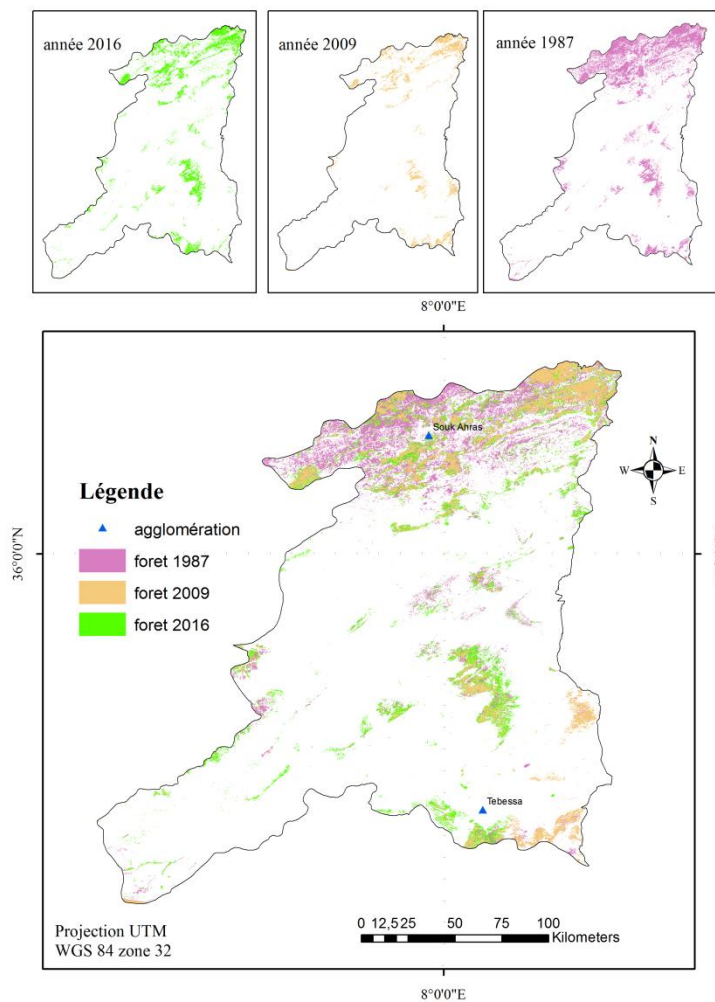 année 2016
année 2009
année 1987
8°0'0"E
Souk Ahras
N
W E
S
Légende
agglomération
foret 1987
foret 2009
foret 2016
36°0'0"N
Tebessa
Projection UTM
WGS 84 zone 32
0 12,5 25 50 75 100
Kilometers
8°0'0"E